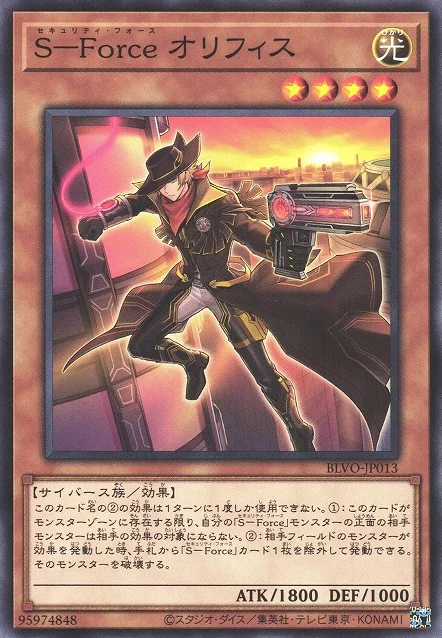 セキュリティ・フォース
S－Force オリフィス
ひかり
光
BLVO-JP013
【サイバース族／効果】
このカード名の②の効果は1ターンに1度しか使用できない。①：このカードが
モンスターゾーンに存在する限り、自分の「S－Force」モンスターの正面の相手
モンスターは相手の効果の対象にならない。②：相手フィールドのモンスターが
効果を発動した時、手札から「S－Force」カード１枚を除外して発動できる。
そのモンスターを破壊する。
ATK/1800 DEF/1000
95974848
©スタジオ・ダイス／集英社・テレビ東京・KONAMI